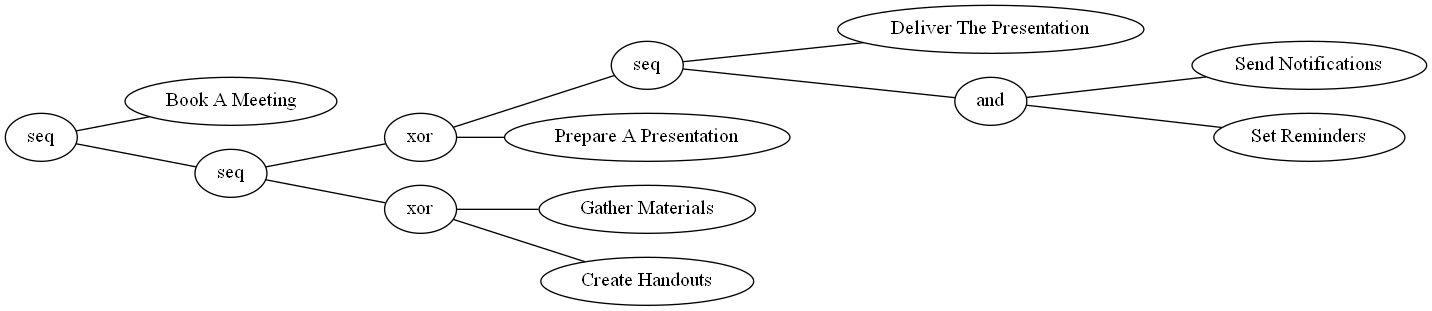 Deliver The Presentation
seq
Send Notifications
Book A Meeting
and
seq
xor
Prepare A Presentation
Set Reminders
seq
xor
Gather Materials
Create Handouts